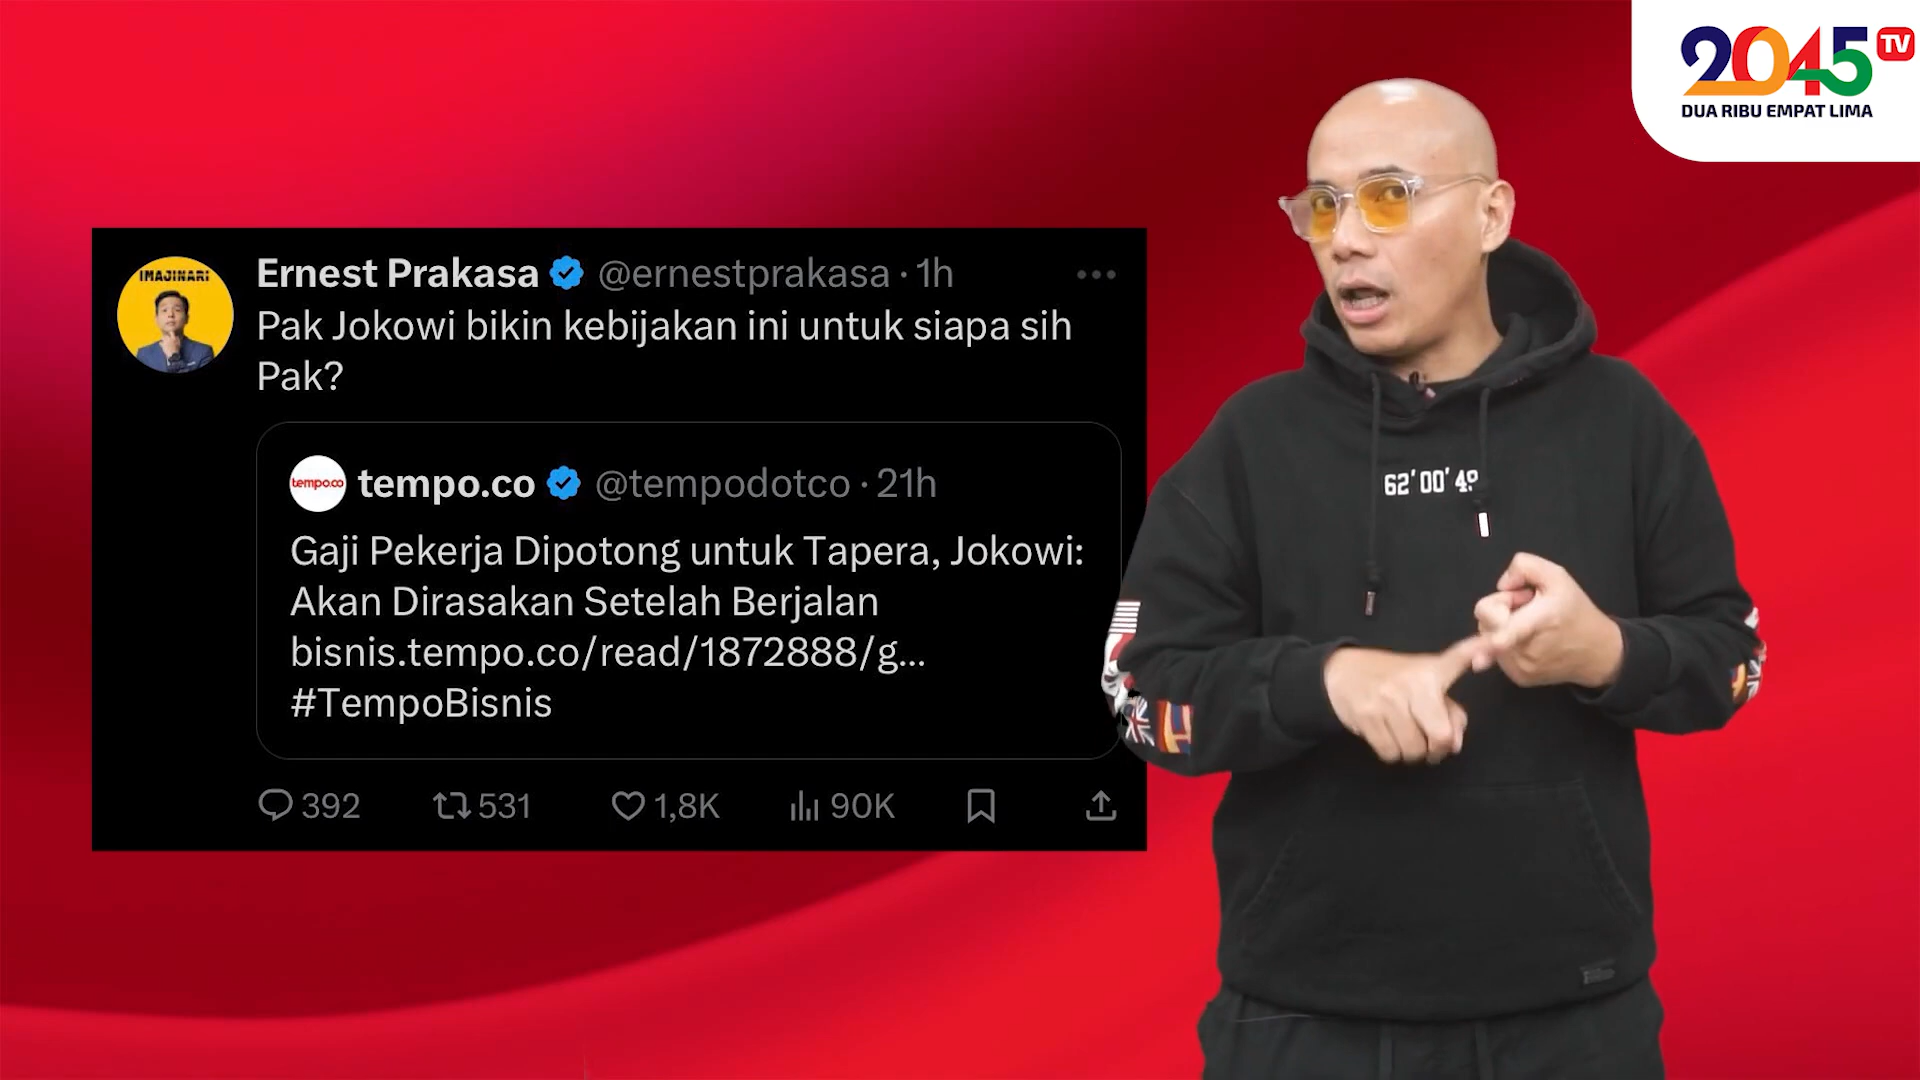 2045 TV
DUA RIBU EMPAT LIMA
IMAJINARI
Ernest Prakasa @ernestprakasa · 1h
Pak Jokowi bikin kebijakan ini untuk siapa sih
Pak?
tempo.co
tempo.co @tempodotco · 21h
Gaji Pekerja Dipotong untuk Tapera, Jokowi:
Akan Dirasakan Setelah Berjalan
bisnis.tempo.co/read/1872888/g...
#TempoBisnis
392 531 1,8K 90K
62'00'49